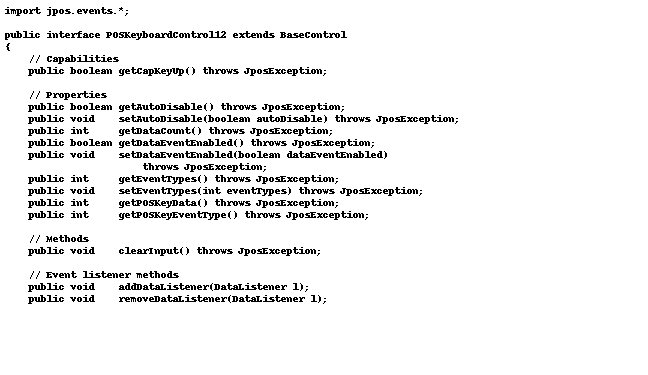 import jpos.events.*;

public interface POSKeyboardControl12 extends BaseControl
{
    // Capabilities
    public boolean getCapKeyUp() throws JposException;

    // Properties
    public boolean getAutoDisable() throws JposException;
    public void    setAutoDisable(boolean autoDisable) throws JposException;
    public int     getDataCount() throws JposException;
    public boolean getDataEventEnabled() throws JposException;
    public void    setDataEventEnabled(boolean dataEventEnabled)
                       throws JposException;
    public int     getEventTypes() throws JposException;
    public void    setEventTypes(int eventTypes) throws JposException;
    public int     getPOSKeyData() throws JposException;
    public int     getPOSKeyEventType() throws JposException;

    // Methods
    public void    clearInput() throws JposException;

    // Event listener methods
    public void    addDataListener(DataListener l);
    public void    removeDataListener(DataListener l);